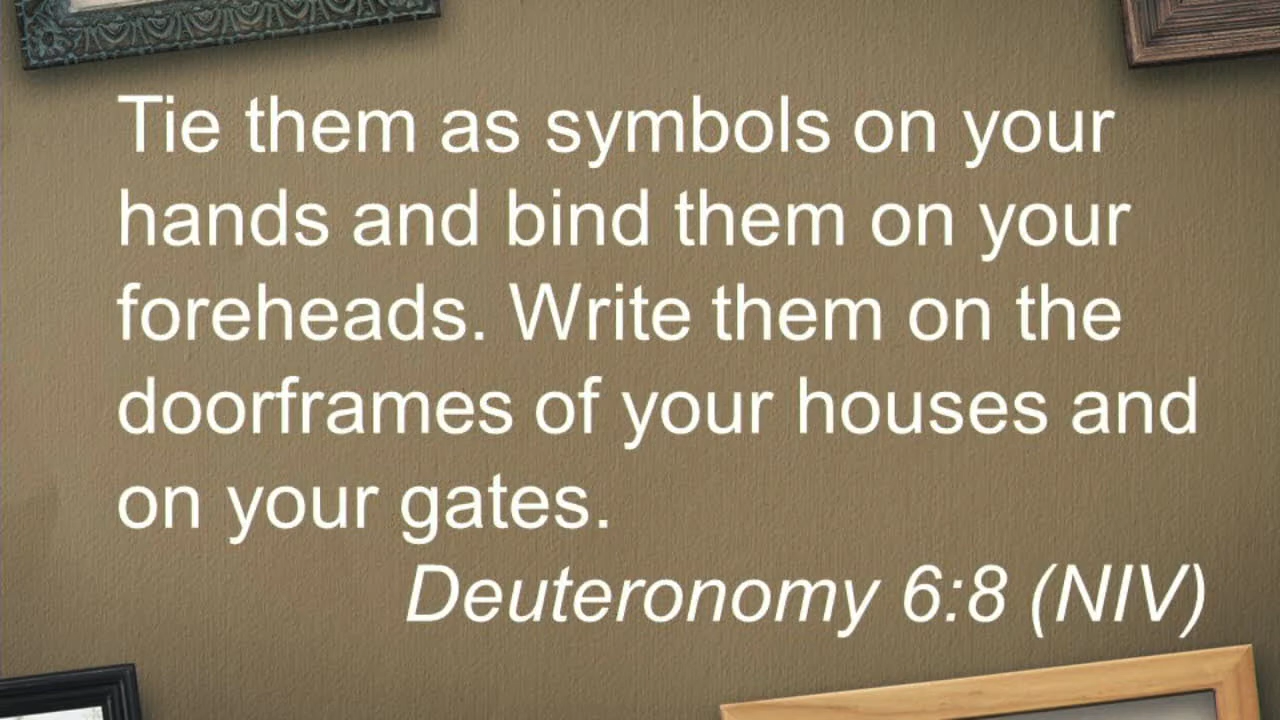 Tie them as symbols on your
hands and bind them on your
foreheads. Write them on the
doorframes of your houses and
on your gates.
Deuteronomy 6:8 (NIV)